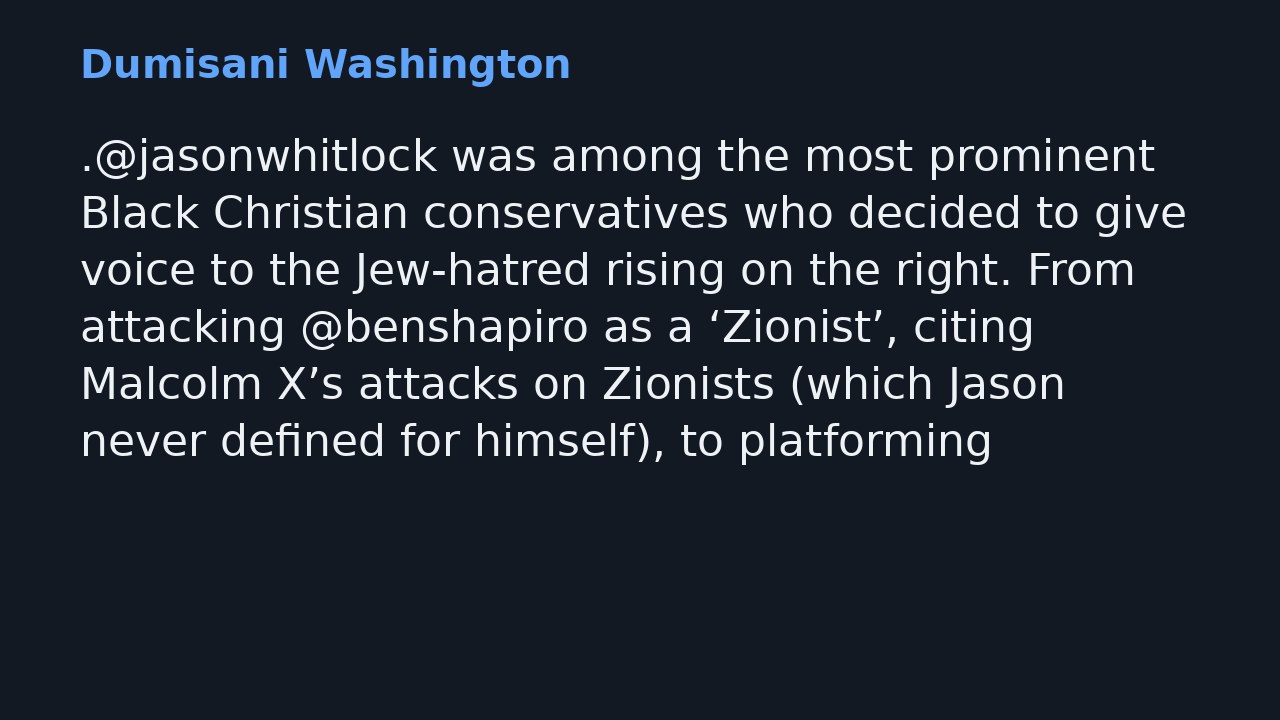 Dumisani Washington
.@jasonwhitlock was among the most prominent
Black Christian conservatives who decided to give
voice to the Jew-hatred rising on the right. From
attacking @benshapiro as a ‘Zionist’, citing
Malcolm X’s attacks on Zionists (which Jason
never defined for himself), to platforming